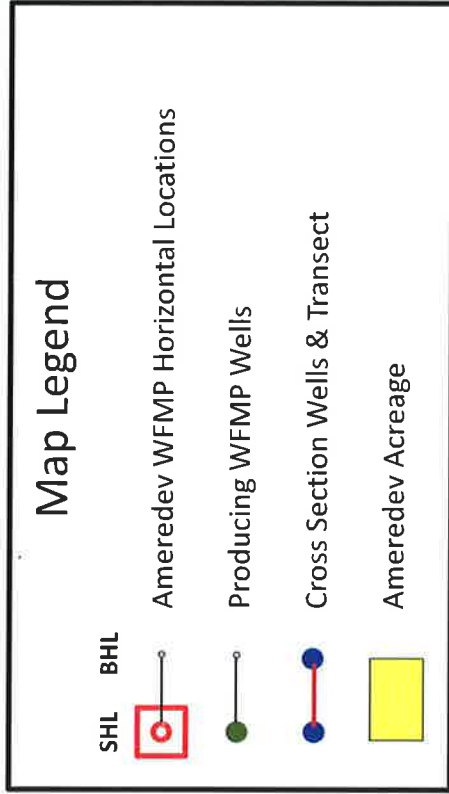 Map Legend
SHL BHL
Ameredev WFMP Horizontal Locations
Producing WFMP Wells
Cross Section Wells & Transect
Ameredev Acreage